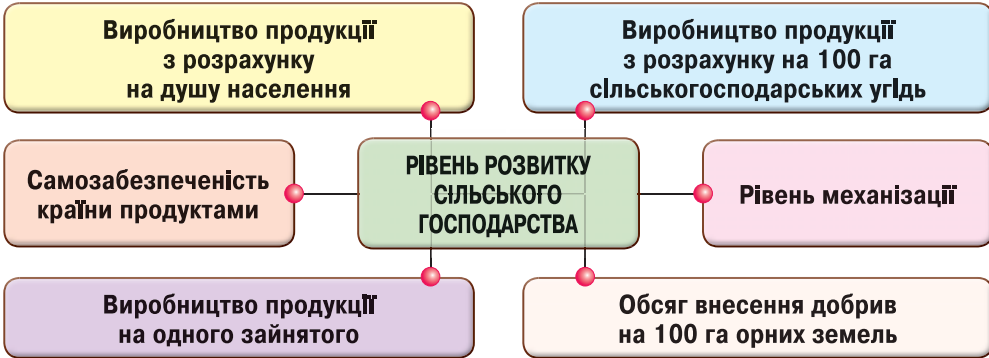 Виробництво продукції
з розрахунку
на душу населення
Виробництво продукції
з розрахунку на 100 га
сільськогосподарських угідь
Самозабезпеченість
країни продуктами
РІВЕНЬ РОЗВИТКУ
СІЛЬСЬКОГО
ГОСПОДАРСТВА
Рівень механізації
Виробництво продукції
на одного зайнятого
Обсяг внесення добрив
на 100 га орних земель